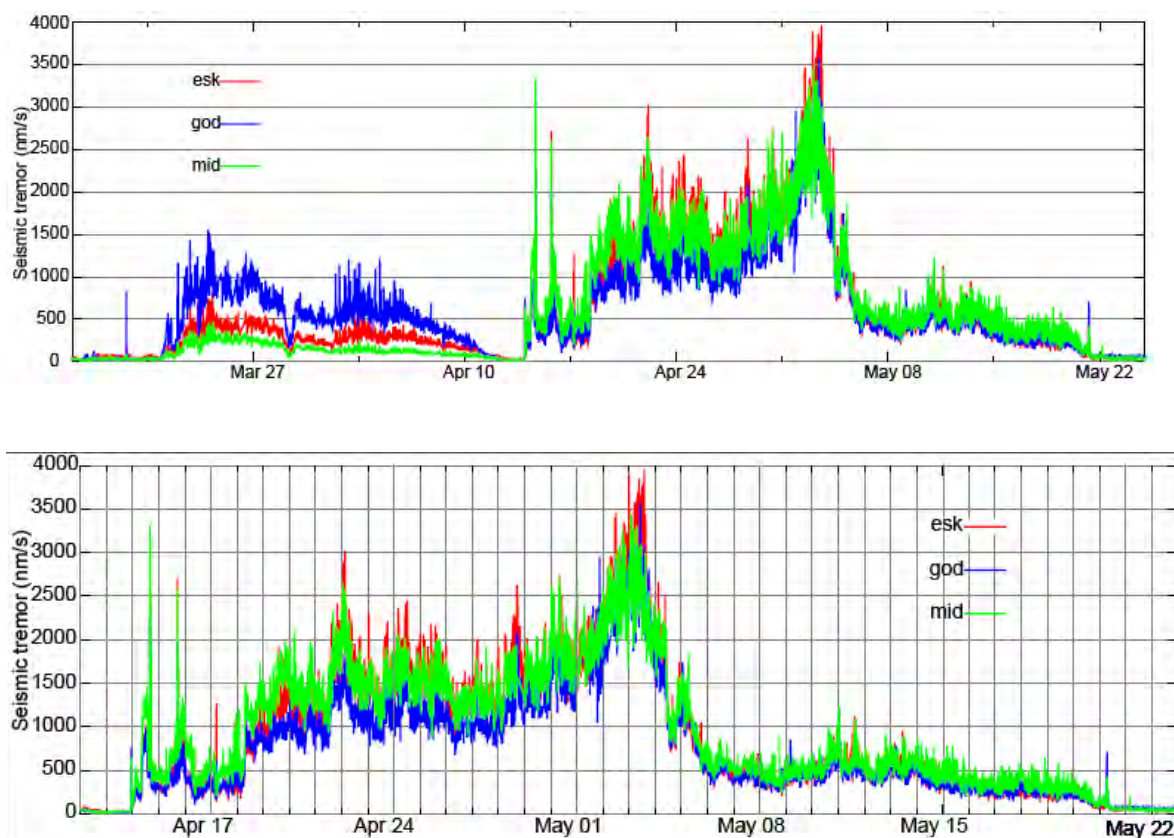 4000
3500
3000
2500
2000
1500
1000
500
0
Seismic tremor (nm/s)
esk
god
mid
Mar 27 Apr 10 Apr 24 May 08 May 22
4000
3500
3000
2500
2000
1500
1000
500
0
Seismic tremor (nm/s)
esk
god
mid
Apr 17 Apr 24 May 01 May 08 May 15 May 22